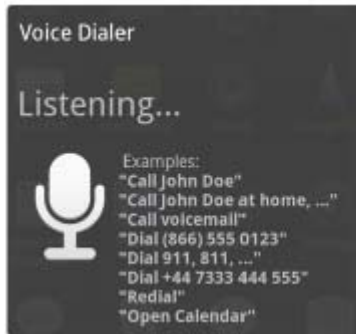 Voice Dialer
Listening...
Examples:
"Call John Doe"
"Call John Doe at home, ..."
"Call voicemail"
"Dial (866) 555 0123"
"Dial 911, 811, ..."
"Dial +44 7333 444 555"
"Redial"
"Open Calendar"